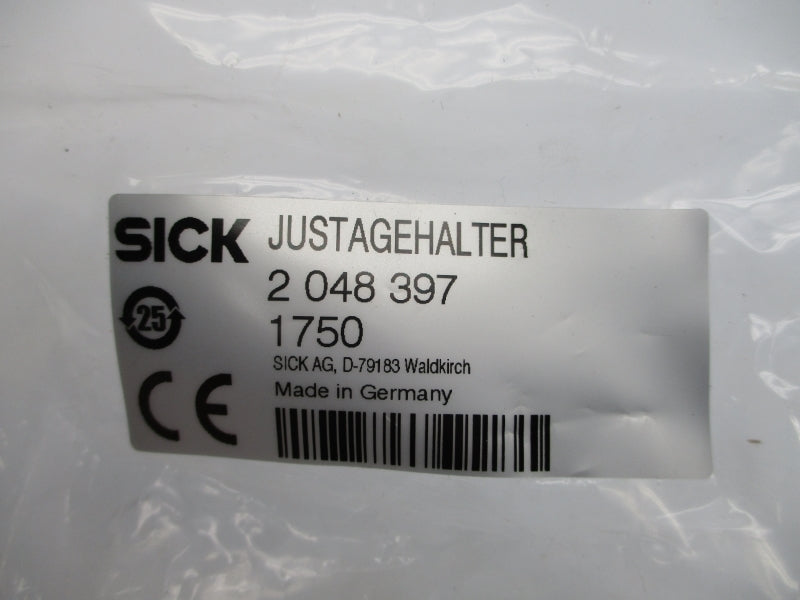 SICK JUSTAGEHALTER
2 048 397
25
1750
SICK AG, D-79183 Waldkirch
Made in Germany
CE